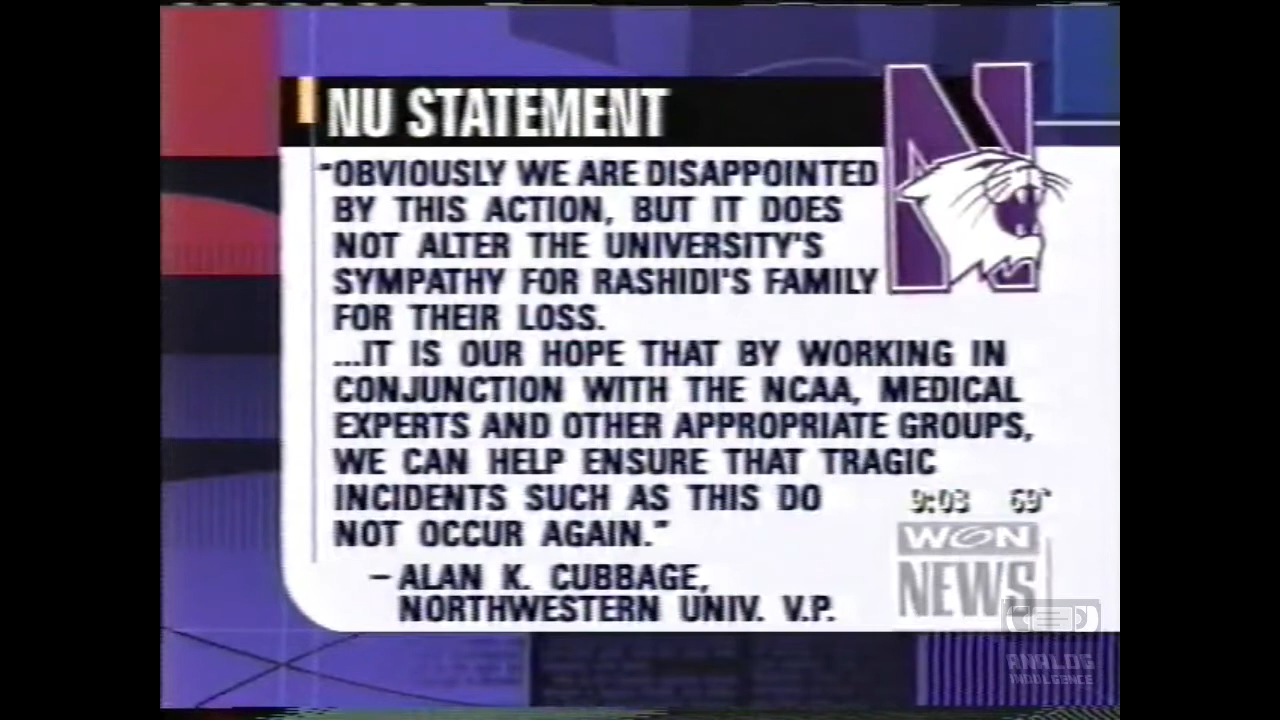 NU STATEMENT
"OBVIOUSLY WE ARE DISAPPOINTED
BY THIS ACTION, BUT IT DOES
NOT ALTER THE UNIVERSITY'S
SYMPATHY FOR RASHIDI'S FAMILY
FOR THEIR LOSS.
...IT IS OUR HOPE THAT BY WORKING IN
CONJUNCTION WITH THE NCAA, MEDICAL
EXPERTS AND OTHER APPROPRIATE GROUPS,
WE CAN HELP ENSURE THAT TRAGIC
INCIDENTS SUCH AS THIS DO
NOT OCCUR AGAIN."
– ALAN K. CUBBAGE,
NORTHWESTERN UNIV. V.P.
N
9:03 69°
WGN
NEWS
ANALOG
INDULGENCE